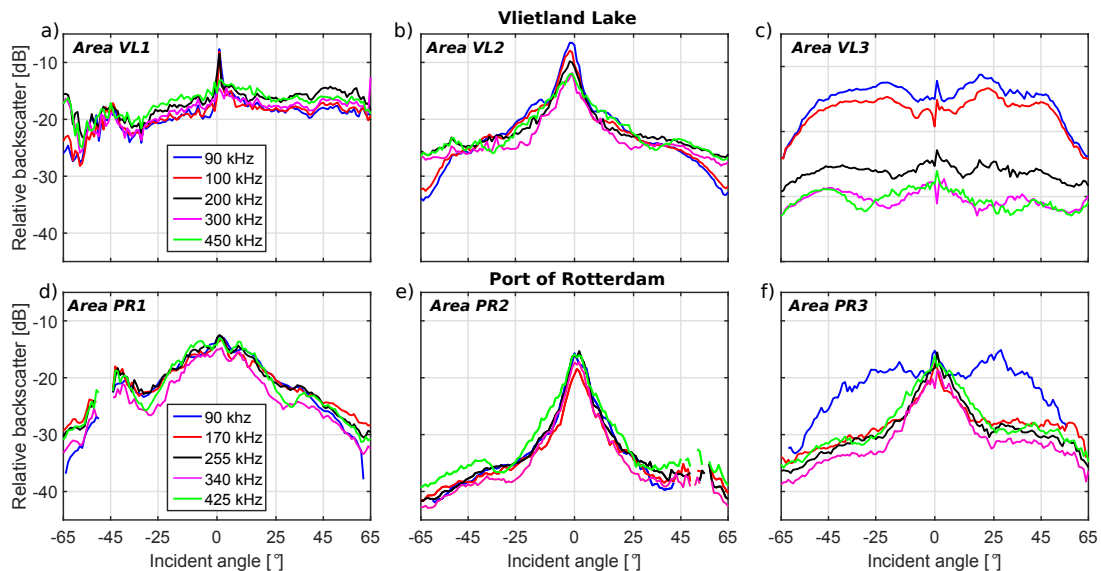 Vlietland Lake
a)
Area VL1
b)
Area VL2
c)
Area VL3
Relative backscatter [dB]
-10
-20
-30
-40
90 kHz
100 kHz
200 kHz
300 kHz
450 kHz
Port of Rotterdam
d)
Area PR1
e)
Area PR2
f)
Area PR3
Relative backscatter [dB]
-10
-20
-30
-40
90 khz
170 kHz
255 kHz
340 kHz
425 kHz
-65 -45 -25 0 25 45 65
-65 -45 -25 0 25 45 65
-65 -45 -25 0 25 45 65
Incident angle [°]
Incident angle [°]
Incident angle [°]